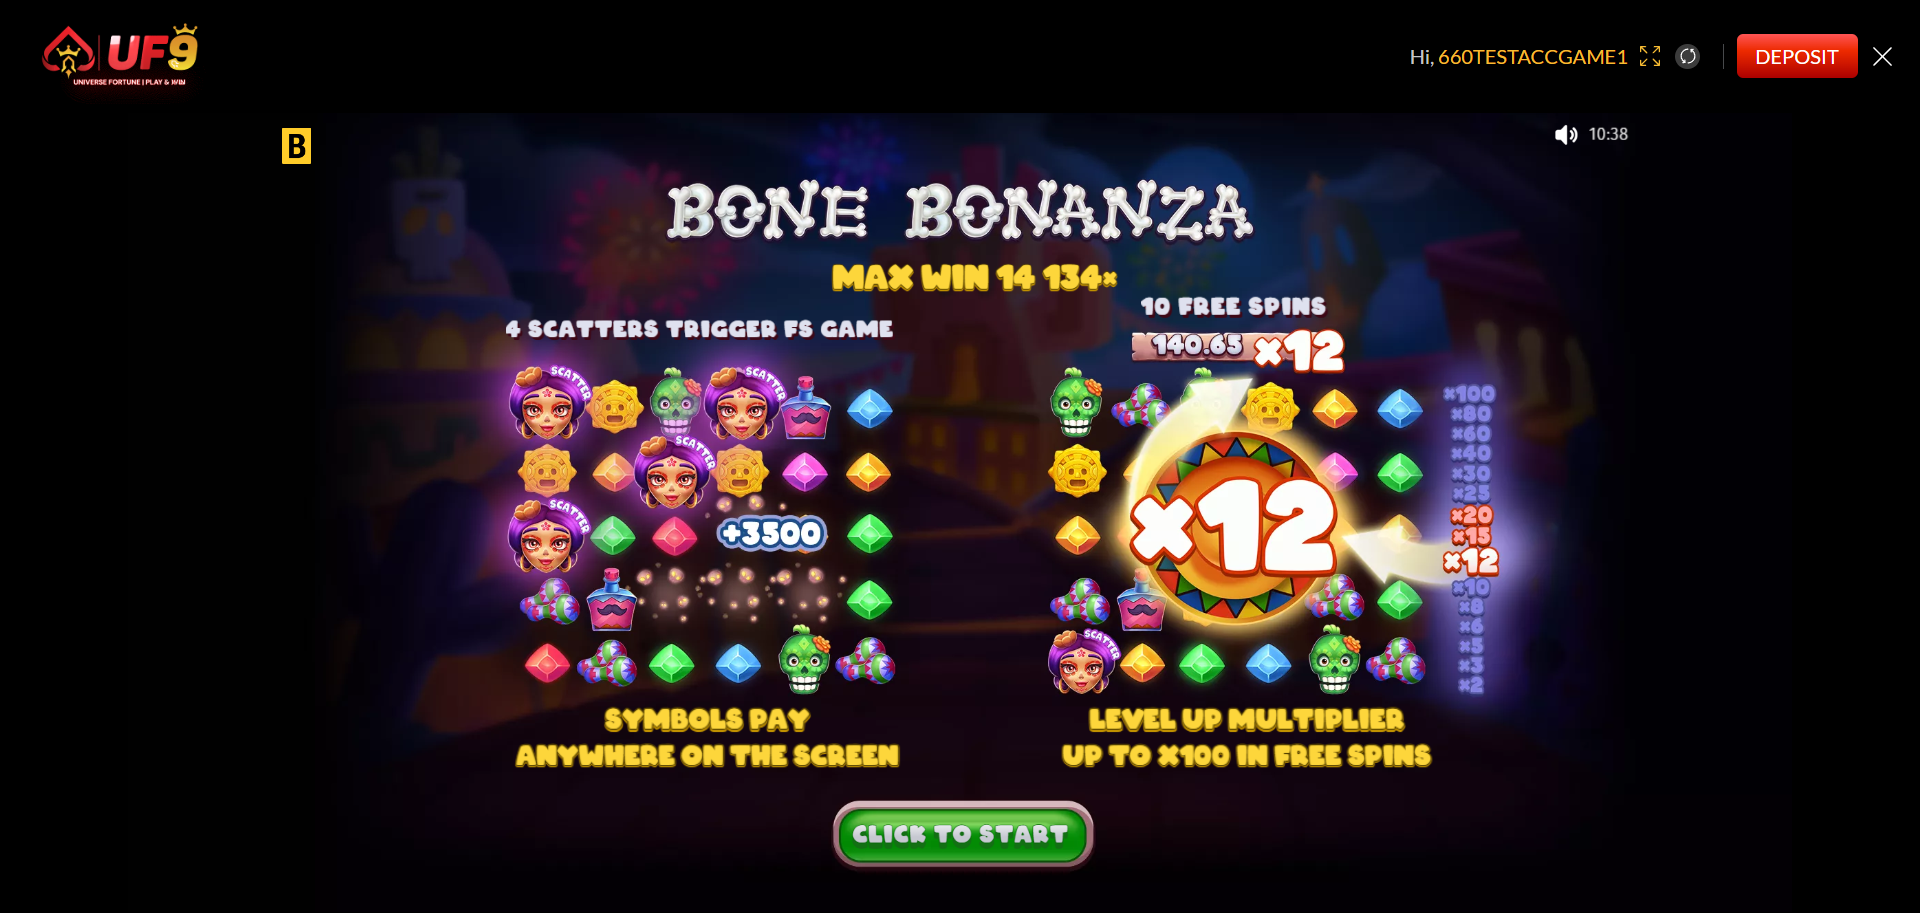 UF9
UNIVERSE FORTUNE | PLAY & WIN
Hi, 660TESTACCGAME1
DEPOSIT
B
10:38
BONE BONANZA
MAX WIN 14 134x
4 SCATTERS TRIGGER FS GAME
10 FREE SPINS
140.65 x12
SCATTER
SCATTER
SCATTER
SCATTER
+3500
x12
SCATTER
x100
x80
x60
x40
x30
x25
x20
x15
x12
x10
x8
x6
x5
x3
x2
SYMBOLS PAY
ANYWHERE ON THE SCREEN
LEVEL UP MULTIPLIER
UP TO X100 IN FREE SPINS
CLICK TO START